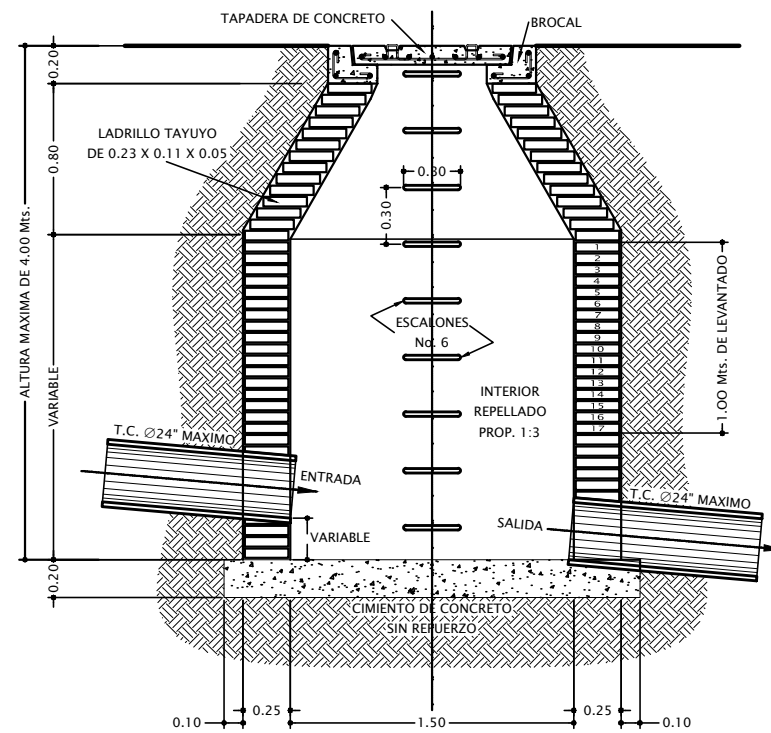 TAPADERA DE CONCRETO
BROCAL
0.20
LADRILLO TAYUYO
DE 0.23 X 0.11 X 0.05
0.80
0.30
0.30
ALTURA MAXIMA DE 4.00 Mts.
VARIABLE
1
2
3
4
5
6
7
8
9
10
11
12
13
14
15
16
17
1.00 Mts. DE LEVANTADO
ESCALONES
No. 6
INTERIOR
REPELLADO
PROP. 1:3
T.C. Ø24" MAXIMO
ENTRADA
T.C. Ø24" MAXIMO
SALIDA
VARIABLE
0.20
CIMIENTO DE CONCRETO
SIN REFUERZO
0.25
0.25
0.10
1.50
0.10